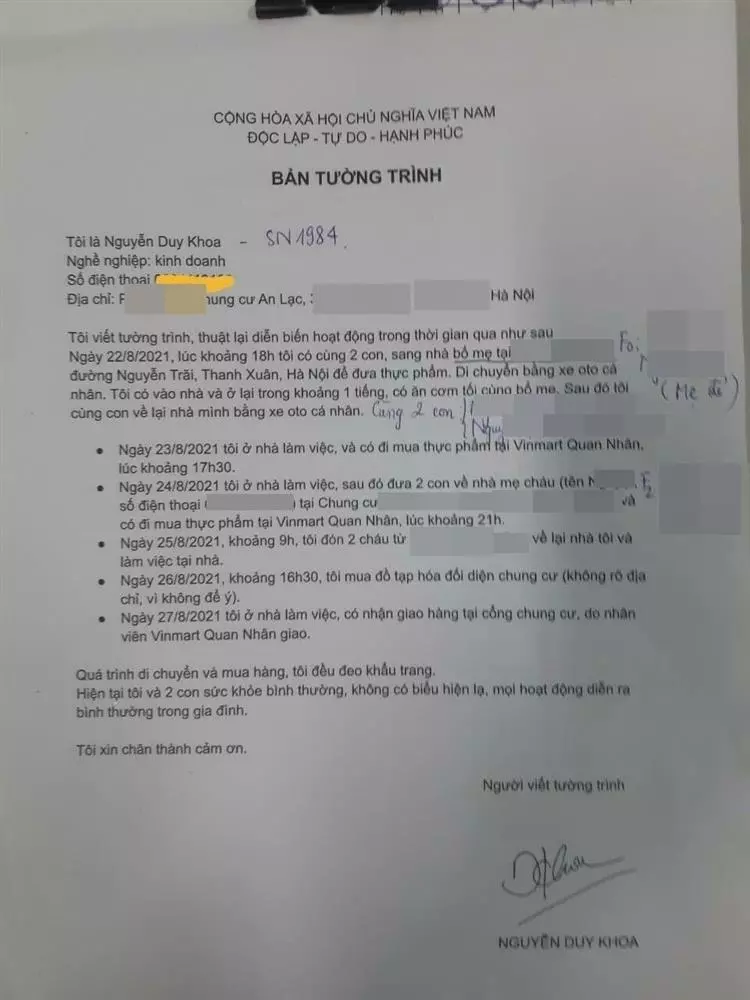 CỘNG HÒA XÃ HỘI CHỦ NGHĨA VIỆT NAM
ĐỘC LẬP - TỰ DO - HẠNH PHÚC
BẢN TƯỜNG TRÌNH
Tôi là Nguyễn Duy Khoa - SN 1984.
Nghề nghiệp: kinh doanh
Số điện thoại
Địa chỉ: chung cư An Lạc, Hà Nội
Tôi viết tường trình, thuật lại diễn biến hoạt động trong thời gian qua như sau
Ngày 22/8/2021, lúc khoảng 18h tôi có cùng 2 con, sang nhà bố mẹ tại Fo:
đường Nguyễn Trãi, Thanh Xuân, Hà Nội để đưa thực phẩm. Di chuyển bằng xe oto cá
nhân. Tôi có vào nhà và ở lại trong khoảng 1 tiếng, có ăn cơm tối cùng bố mẹ. Sau đó tôi "(Mẹ đẻ)
cùng con về lại nhà mình bằng xe oto cá nhân. Cùng 2 con
• Ngày 23/8/2021 tôi ở nhà làm việc, và có đi mua thực phẩm tại Vinmart Quan Nhân,
lúc khoảng 17h30.
• Ngày 24/8/2021 tôi ở nhà làm việc, sau đó đưa 2 con về nhà mẹ cháu (tên F2
số điện thoại ( ) tại Chung cư và
có đi mua thực phẩm tại Vinmart Quan Nhân, lúc khoảng 21h.
• Ngày 25/8/2021, khoảng 9h, tôi đón 2 cháu từ về lại nhà tôi và
làm việc tại nhà.
• Ngày 26/8/2021, khoảng 16h30, tôi mua đồ tạp hóa đối diện chung cư (không rõ địa
chỉ, vì không để ý).
• Ngày 27/8/2021 tôi ở nhà làm việc, có nhận giao hàng tại cổng chung cư, do nhân
viên Vinmart Quan Nhân giao.
Quá trình di chuyển và mua hàng, tôi đều đeo khẩu trang.
Hiện tại tôi và 2 con sức khỏe bình thường, không có biểu hiện lạ, mọi hoạt động diễn ra
bình thường trong gia đình.
Tôi xin chân thành cảm ơn.
Người viết tường trình
NGUYỄN DUY KHOA